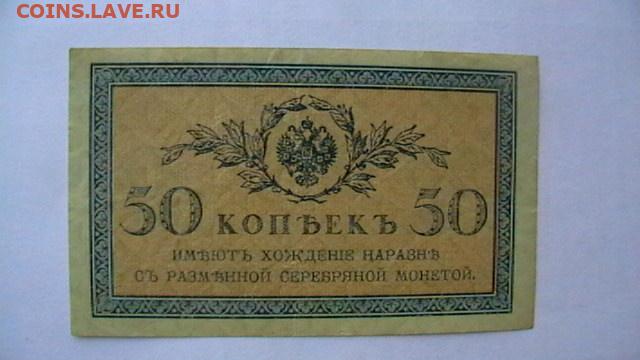 COINS.LAVE.RU
50 КОПѢЕКЪ 50
ИМѢЮТЪ ХОЖДЕНІЕ НАРАВНѢ
СЪ РАЗМѢННОЙ СЕРЕБРЯНОЙ МОНЕТОЙ.